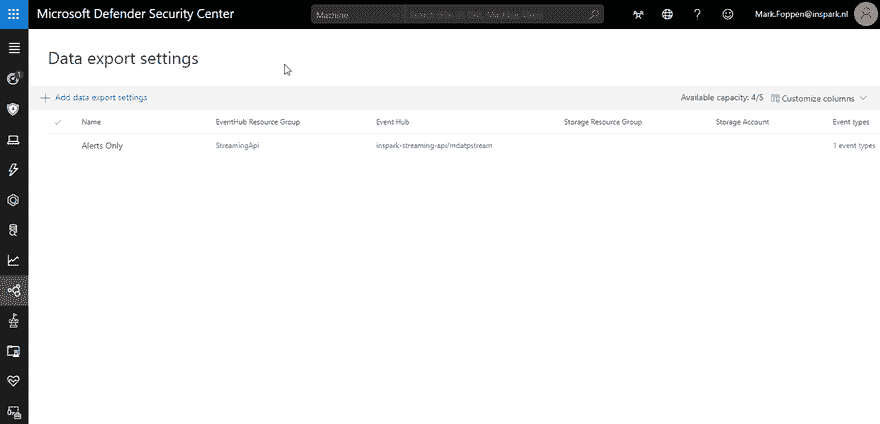 Microsoft Defender Security Center
Machine
Mark.Foppen@inspark.nl
1
Data export settings
Add data export settings
Available capacity: 4/5
Customize columns
Name
EventHub Resource Group
Event Hub
Storage Resource Group
Storage Account
Event types
Alerts Only
StreamingApi
inspark-streaming-api/mdatpstream
1 event types